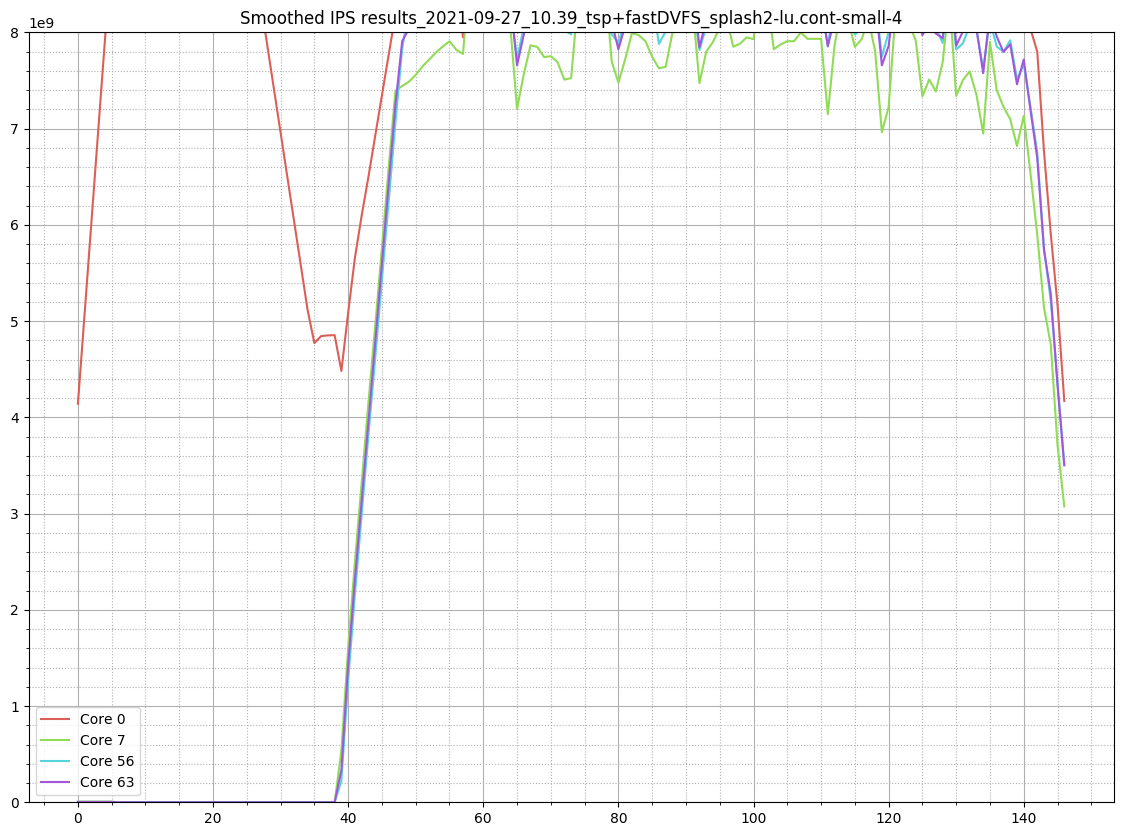 Smoothed IPS results_2021-09-27_10.39_tsp+fastDVFS_splash2-lu.cont-small-4
1e9
8
7
6
5
4
3
2
1
0
Core 0
Core 7
Core 56
Core 63
0 20 40 60 80 100 120 140